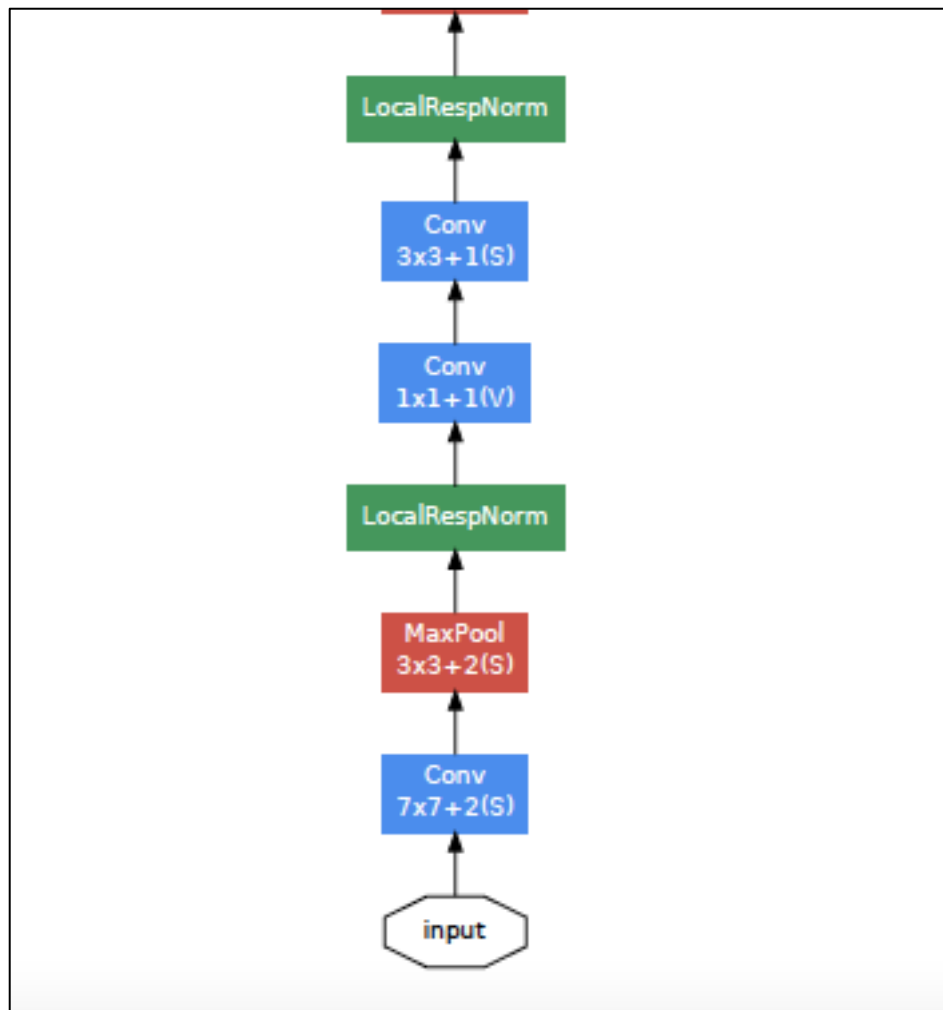 LocalRespNorm
Conv
3x3+1(S)
Conv
1x1+1(V)
LocalRespNorm
MaxPool
3x3+2(S)
Conv
7x7+2(S)
input